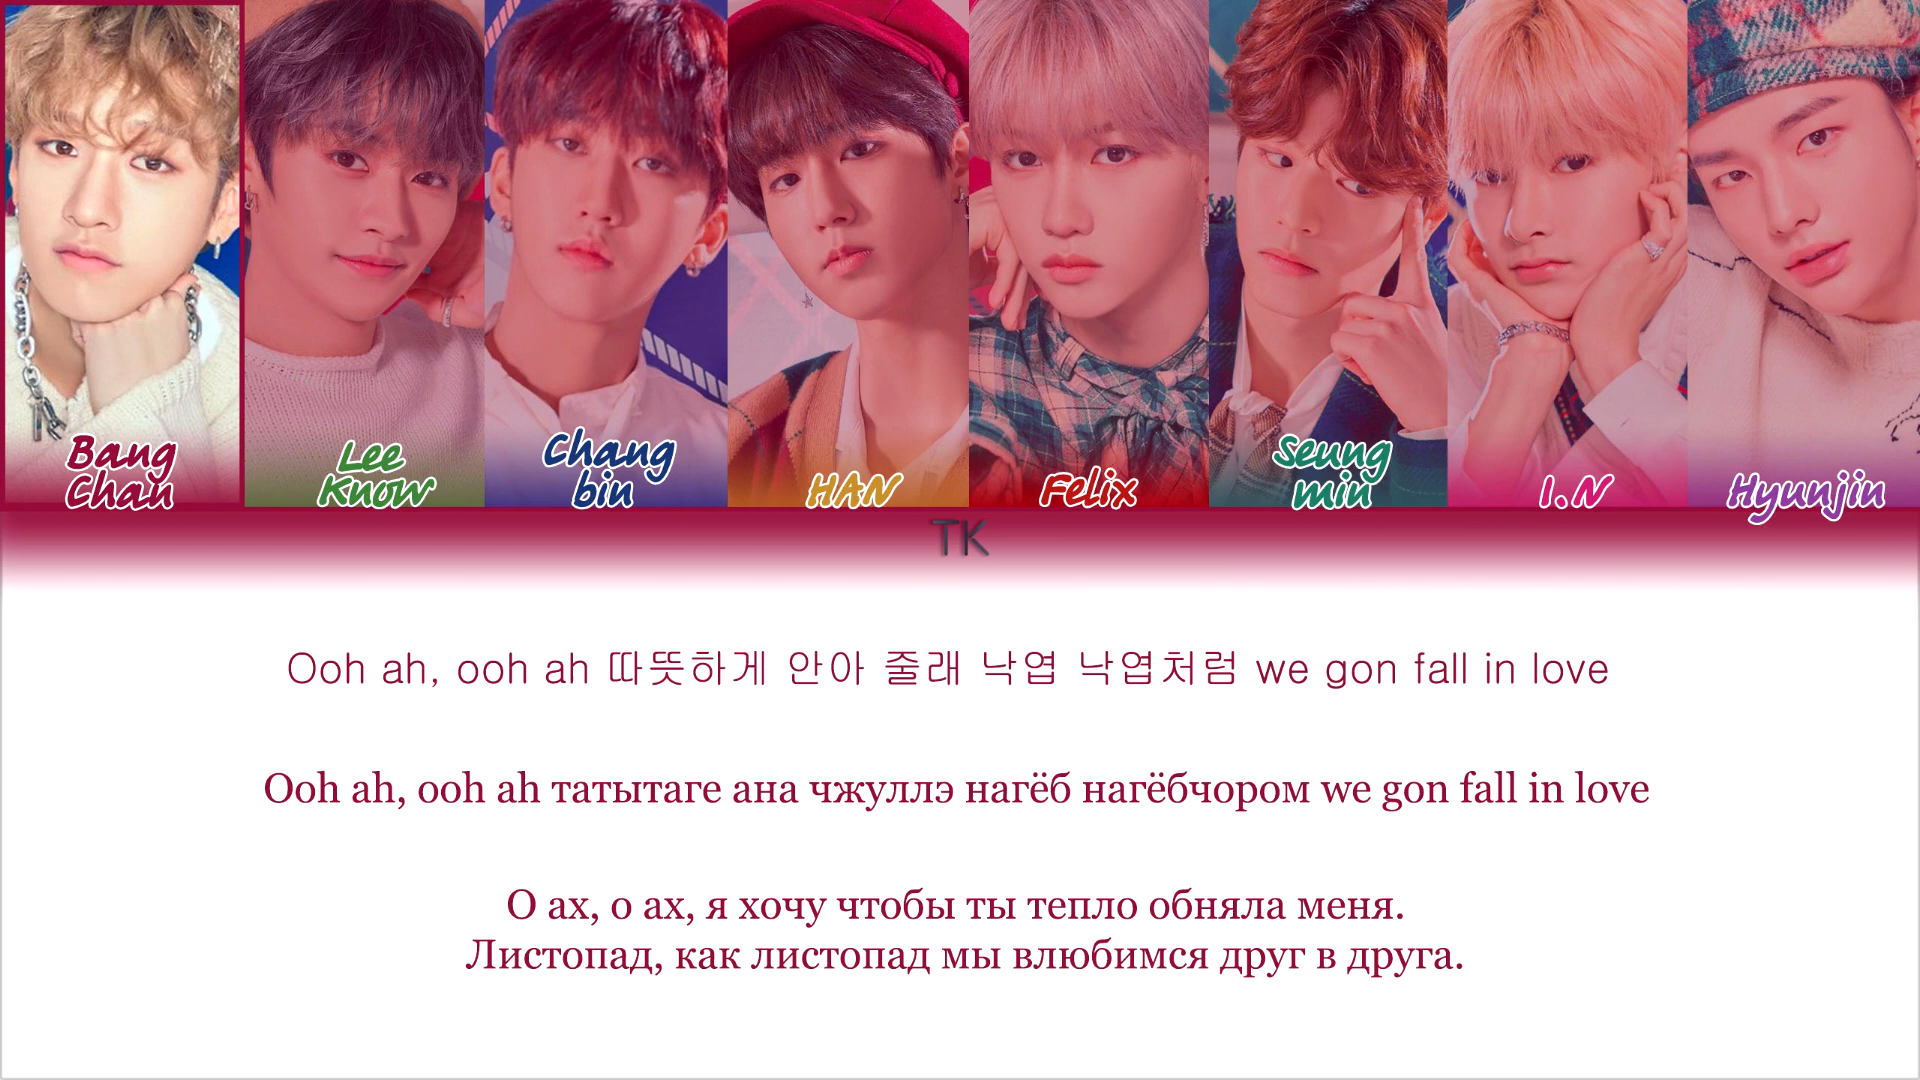 Bang
Chan
Lee
Know
Chang
bin
HAN
Felix
Seung
min
I.N
Hyunjin
TK
Ooh ah, ooh ah 따뜻하게 안아 줄래 낙엽 낙엽처럼 we gon fall in love
Ooh ah, ooh ah татытаге ана чжуллэ нагёб нагёбчором we gon fall in love
О ах, о ах, я хочу чтобы ты тепло обняла меня.
Листопад, как листопад мы влюбимся друг в друга.